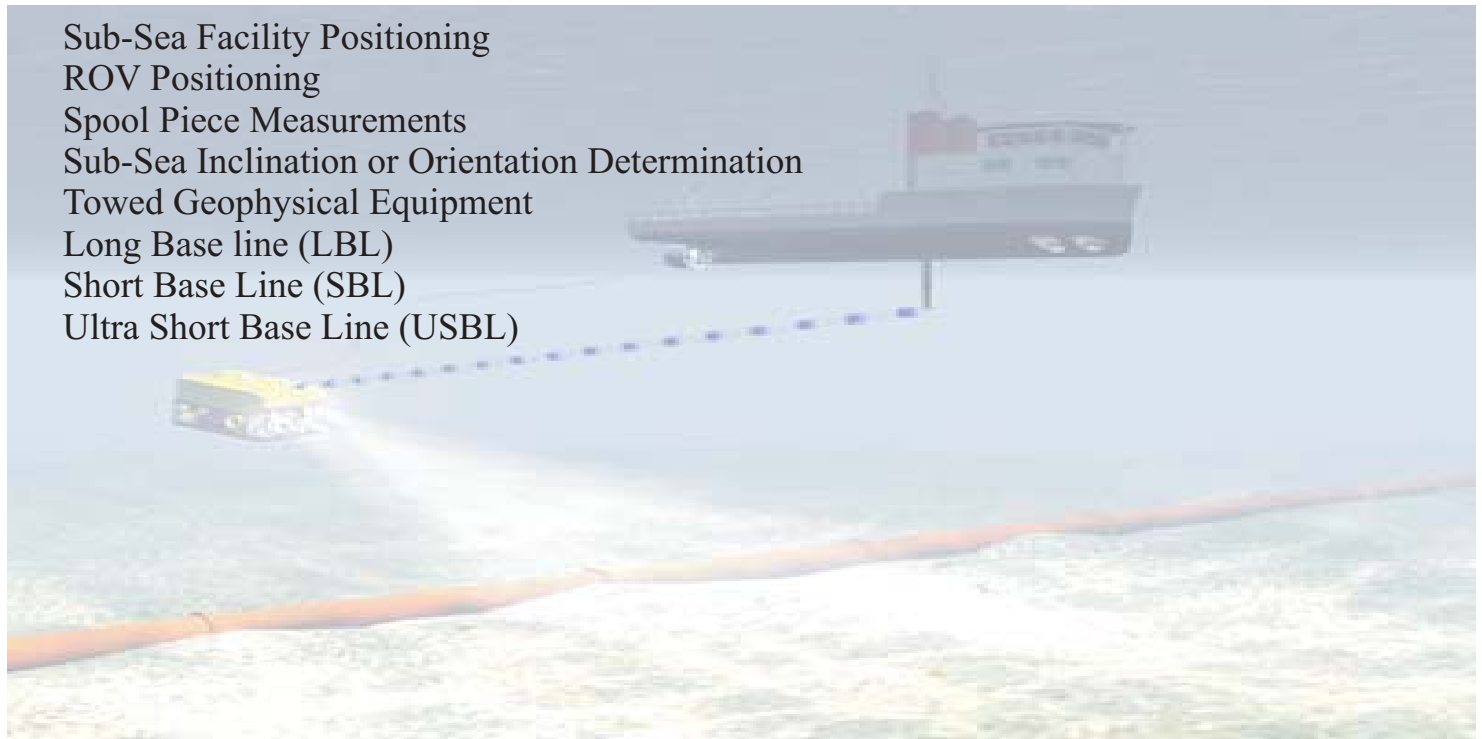 Sub-Sea Facility Positioning
ROV Positioning
Spool Piece Measurements
Sub-Sea Inclination or Orientation Determination
Towed Geophysical Equipment
Long Base line (LBL)
Short Base Line (SBL)
Ultra Short Base Line (USBL)